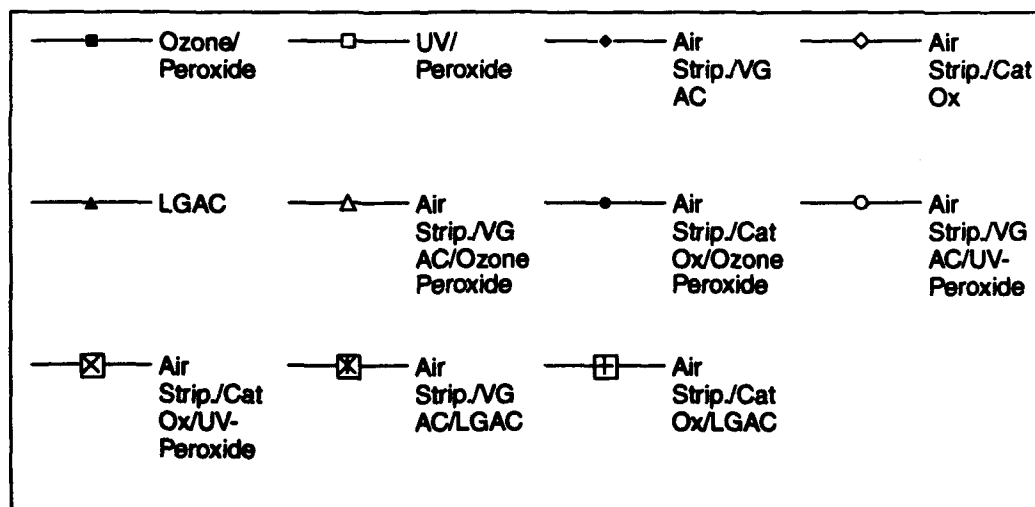 Ozone/
Peroxide
UV/
Peroxide
Air
Strip./VG
AC
Air
Strip./Cat
Ox
LGAC
Air
Strip./VG
AC/Ozone
Peroxide
Air
Strip./Cat
Ox/Ozone
Peroxide
Air
Strip./VG
AC/UV-
Peroxide
Air
Strip./Cat
Ox/UV-
Peroxide
Air
Strip./VG
AC/LGAC
Air
Strip./Cat
Ox/LGAC